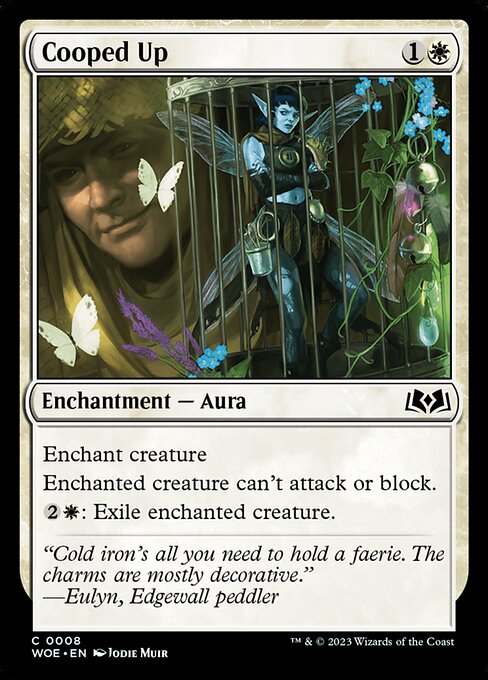 Cooped Up 1
Enchantment — Aura
Enchant creature
Enchanted creature can't attack or block.
2: Exile enchanted creature.
“Cold iron's all you need to hold a faerie. The
charms are mostly decorative.”
—Eulyn, Edgewall peddler
C 0008
WOE • EN Jodie Muir
™ & © 2023 Wizards of the Coast